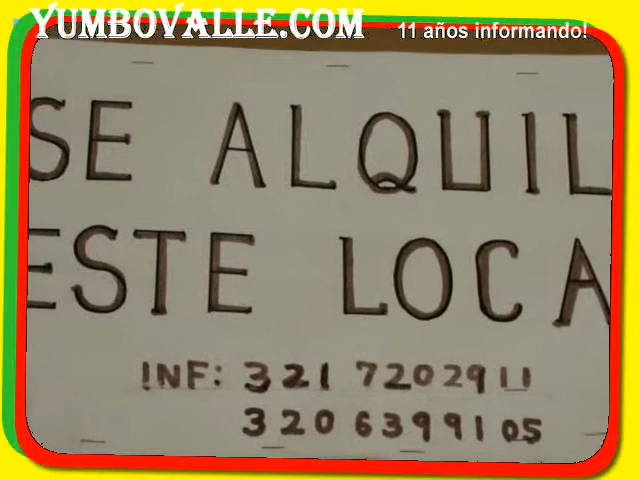 YUMBOVALLE.COM 11 años informando!
SE ALQUIL
ESTE LOCA
INF: 321 7202911
320 6399105